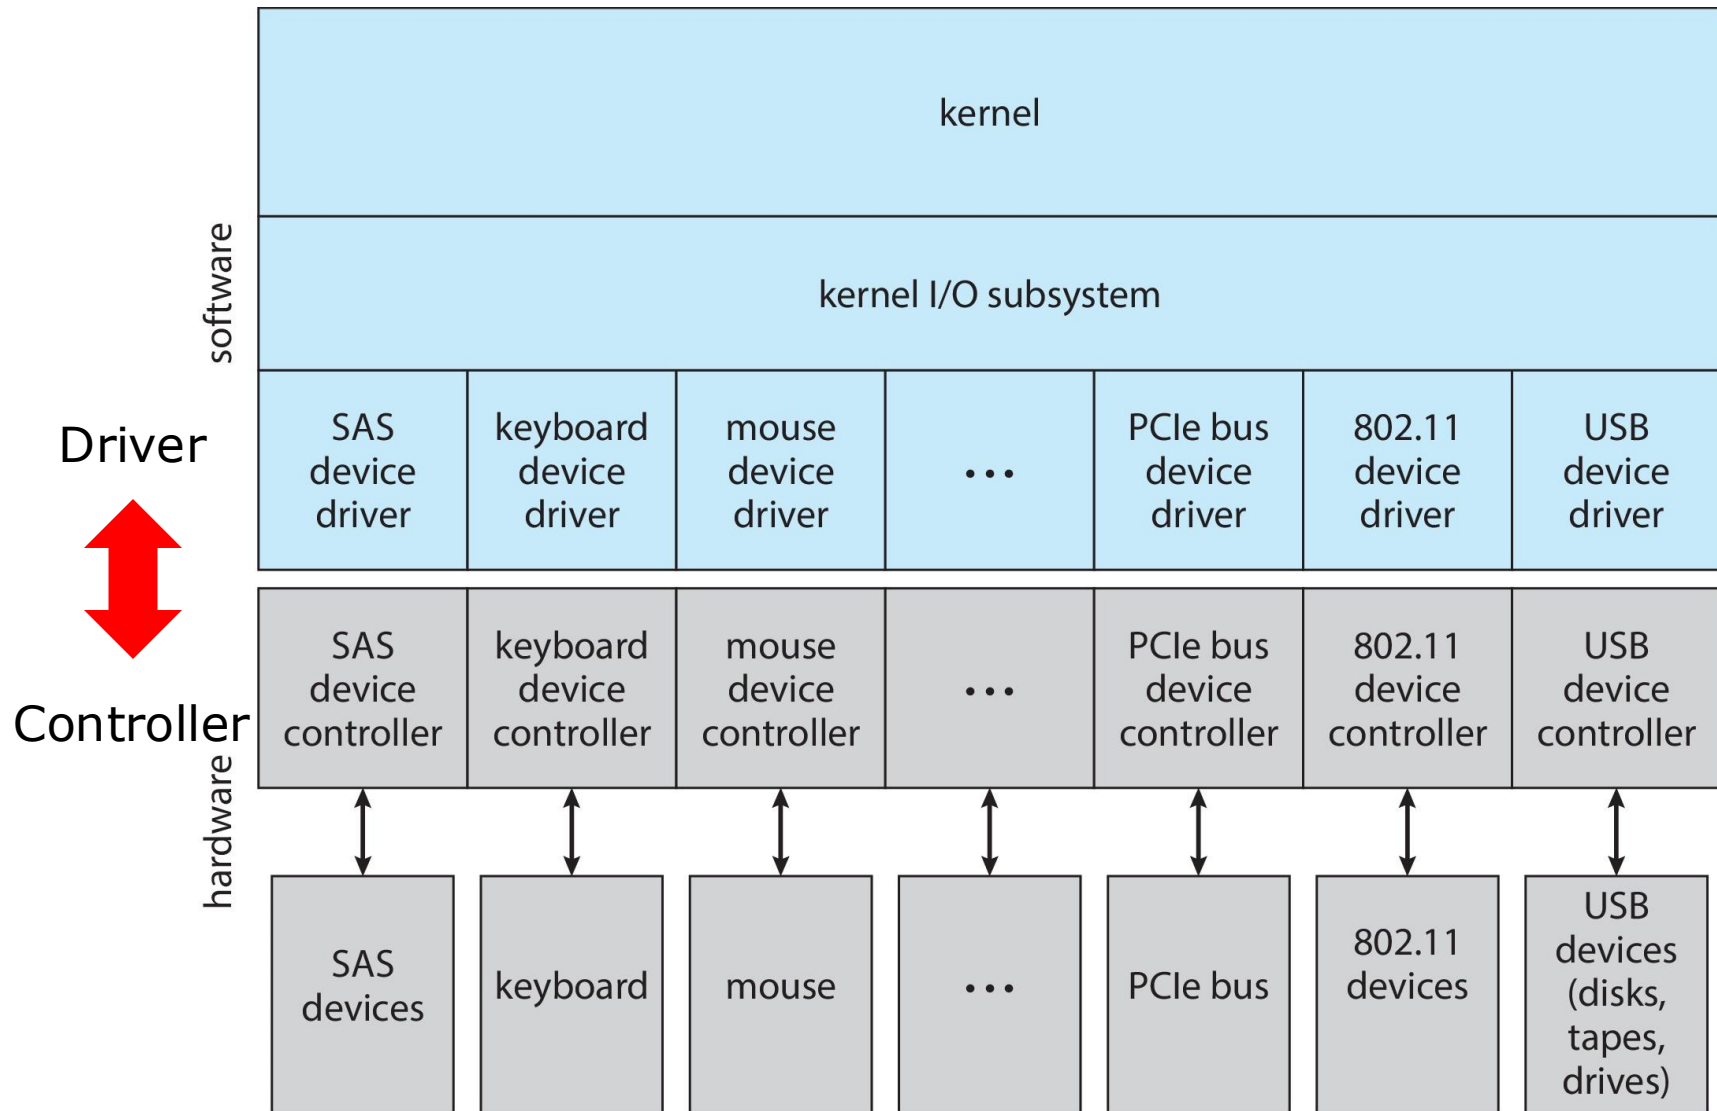 kernel
software
kernel I/O subsystem
Driver
SAS
device
driver
keyboard
device
driver
mouse
device
driver
...
PCIe bus
device
driver
802.11
device
driver
USB
device
driver
Controller
hardware
SAS
device
controller
keyboard
device
controller
mouse
device
controller
...
PCIe bus
device
controller
802.11
device
controller
USB
device
controller
SAS
devices
keyboard
mouse
...
PCIe bus
802.11
devices
USB
devices
(disks,
tapes,
drives)